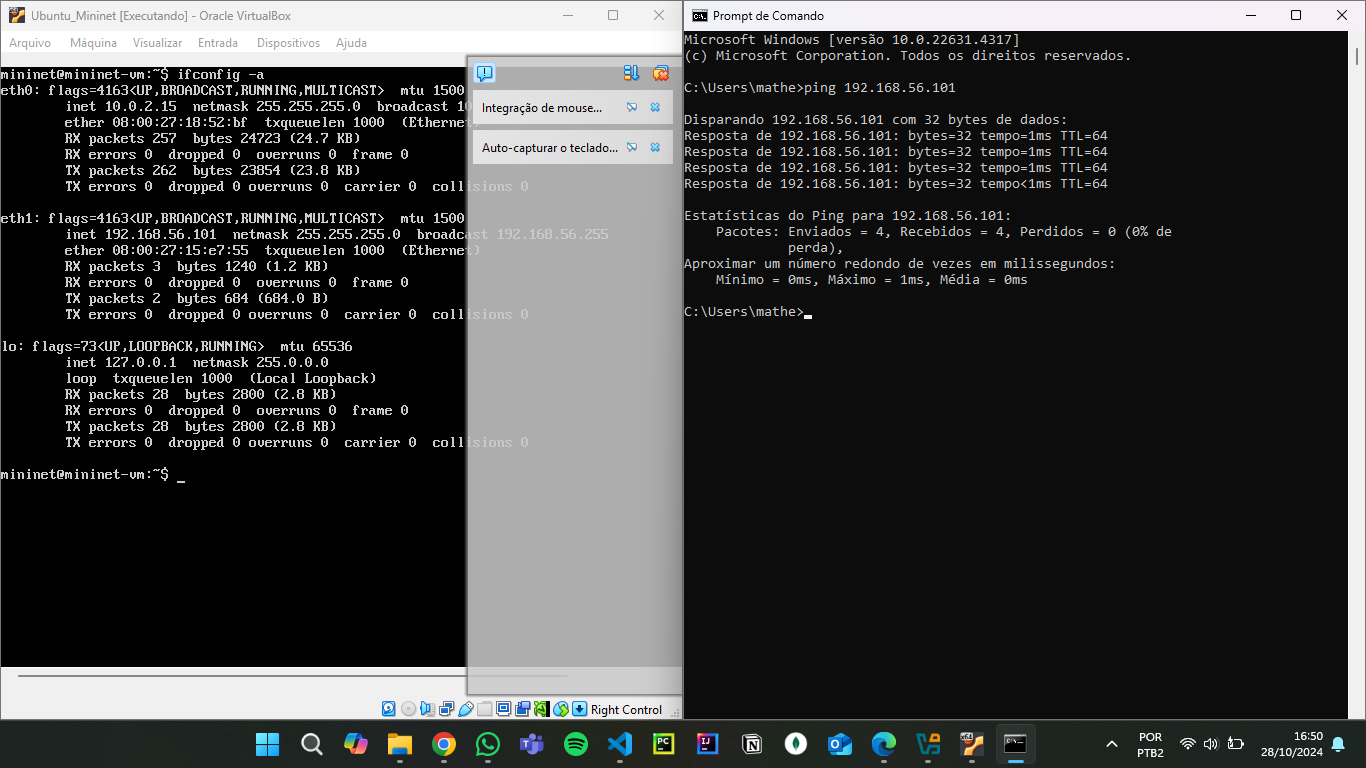 Ubuntu_Mininet [Executando] - Oracle VirtualBox
Arquivo Máquina Visualizar Entrada Dispositivos Ajuda
mininet@mininet-vm:~$ ifconfig -a
eth0: flags=4163<UP,BROADCAST,RUNNING,MULTICAST>  mtu 1500
inet 10.0.2.15  netmask 255.255.255.0  broadcast 10
ether 08:00:27:18:52:bf  txqueuelen 1000  (Ethernet)
RX packets 257  bytes 24723 (24.7 KB)
RX errors 0  dropped 0  overruns 0  frame 0
TX packets 262  bytes 23854 (23.8 KB)
TX errors 0  dropped 0 overruns 0  carrier 0  collisions 0
eth1: flags=4163<UP,BROADCAST,RUNNING,MULTICAST>  mtu 1500
inet 192.168.56.101  netmask 255.255.255.0  broadcast 192.168.56.255
ether 08:00:27:15:e7:55  txqueuelen 1000  (Ethernet)
RX packets 3  bytes 1240 (1.2 KB)
RX errors 0  dropped 0  overruns 0  frame 0
TX packets 2  bytes 684 (684.0 B)
TX errors 0  dropped 0 overruns 0  carrier 0  collisions 0
lo: flags=73<UP,LOOPBACK,RUNNING>  mtu 65536
inet 127.0.0.1  netmask 255.0.0.0
loop  txqueuelen 1000  (Local Loopback)
RX packets 28  bytes 2800 (2.8 KB)
RX errors 0  dropped 0  overruns 0  frame 0
TX packets 28  bytes 2800 (2.8 KB)
TX errors 0  dropped 0 overruns 0  carrier 0  collisions 0
mininet@mininet-vm:~$ _
Integração de mouse...
Auto-capturar o teclado...
Right Control
Prompt de Comando
Microsoft Windows [versão 10.0.22631.4317]
(c) Microsoft Corporation. Todos os direitos reservados.
C:\Users\mathe>ping 192.168.56.101
Disparando 192.168.56.101 com 32 bytes de dados:
Resposta de 192.168.56.101: bytes=32 tempo=1ms TTL=64
Resposta de 192.168.56.101: bytes=32 tempo=1ms TTL=64
Resposta de 192.168.56.101: bytes=32 tempo=1ms TTL=64
Resposta de 192.168.56.101: bytes=32 tempo<1ms TTL=64
Estatísticas do Ping para 192.168.56.101:
Pacotes: Enviados = 4, Recebidos = 4, Perdidos = 0 (0% de
perda),
Aproximar um número redondo de vezes em milissegundos:
Mínimo = 0ms, Máximo = 1ms, Média = 0ms
C:\Users\mathe>
PC
IJ
POR
PTB2
16:50
28/10/2024